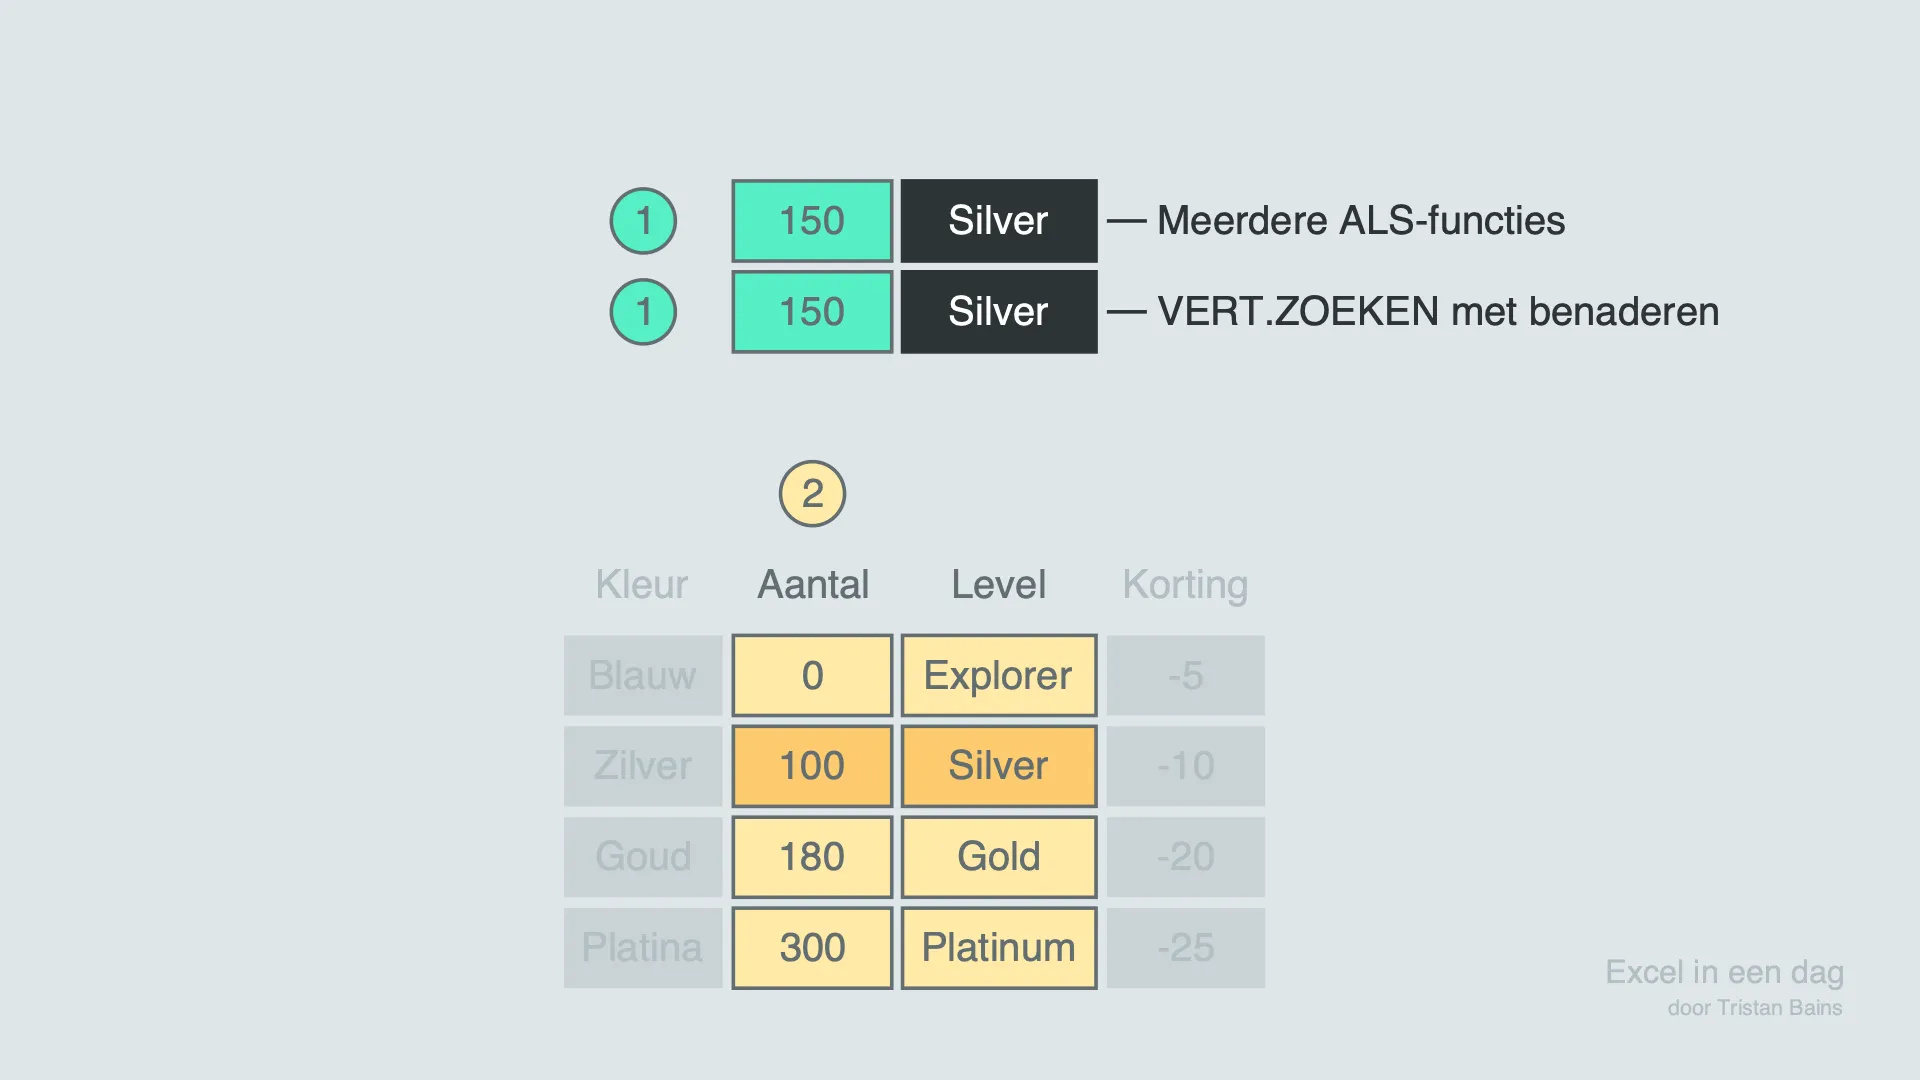 1 150 Silver — Meerdere ALS-functies
1 150 Silver — VERT.ZOEKEN met benaderen
2
Kleur Aantal Level Korting
Blauw 0 Explorer -5
Zilver 100 Silver -10
Goud 180 Gold -20
Platina 300 Platinum -25
Excel in een dag
door Tristan Bains